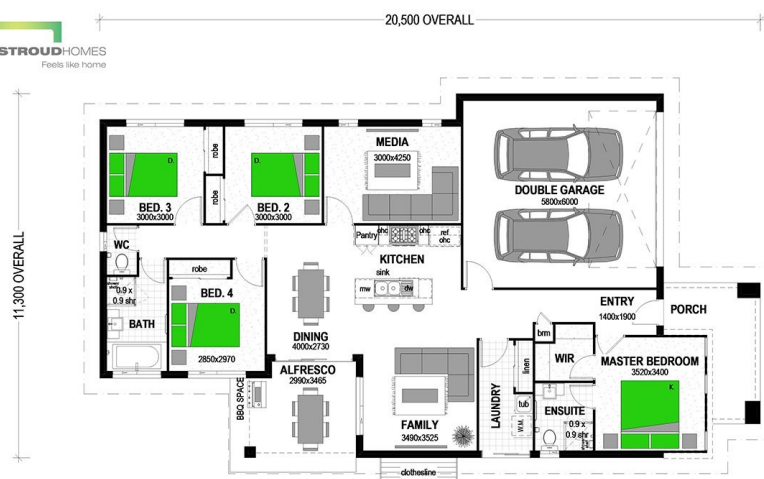 20,500 OVERALL
STROUDHOMES
Feels like home
11,300 OVERALL
MEDIA
3000x4250
D.
D.
robe
robe
BED. 3
3000x3000
BED. 2
3000x3000
DOUBLE GARAGE
5800x6000
WC
Pantry
ohc
ohc
ref
ohc
KITCHEN
sink
mw
dw
robe
BED. 4
D.
2850x2970
0.9 x
0.9 shr
BATH
DINING
4000x2730
ENTRY
1400x1900
PORCH
brm
WIR
MASTER BEDROOM
3520x3400
K.
ALFRESCO
2990x3465
BBQ SPACE
linen
LAUNDRY
tub
W.M.
ENSUITE
0.9 x
0.9 shr
FAMILY
3490x3525
clothesline